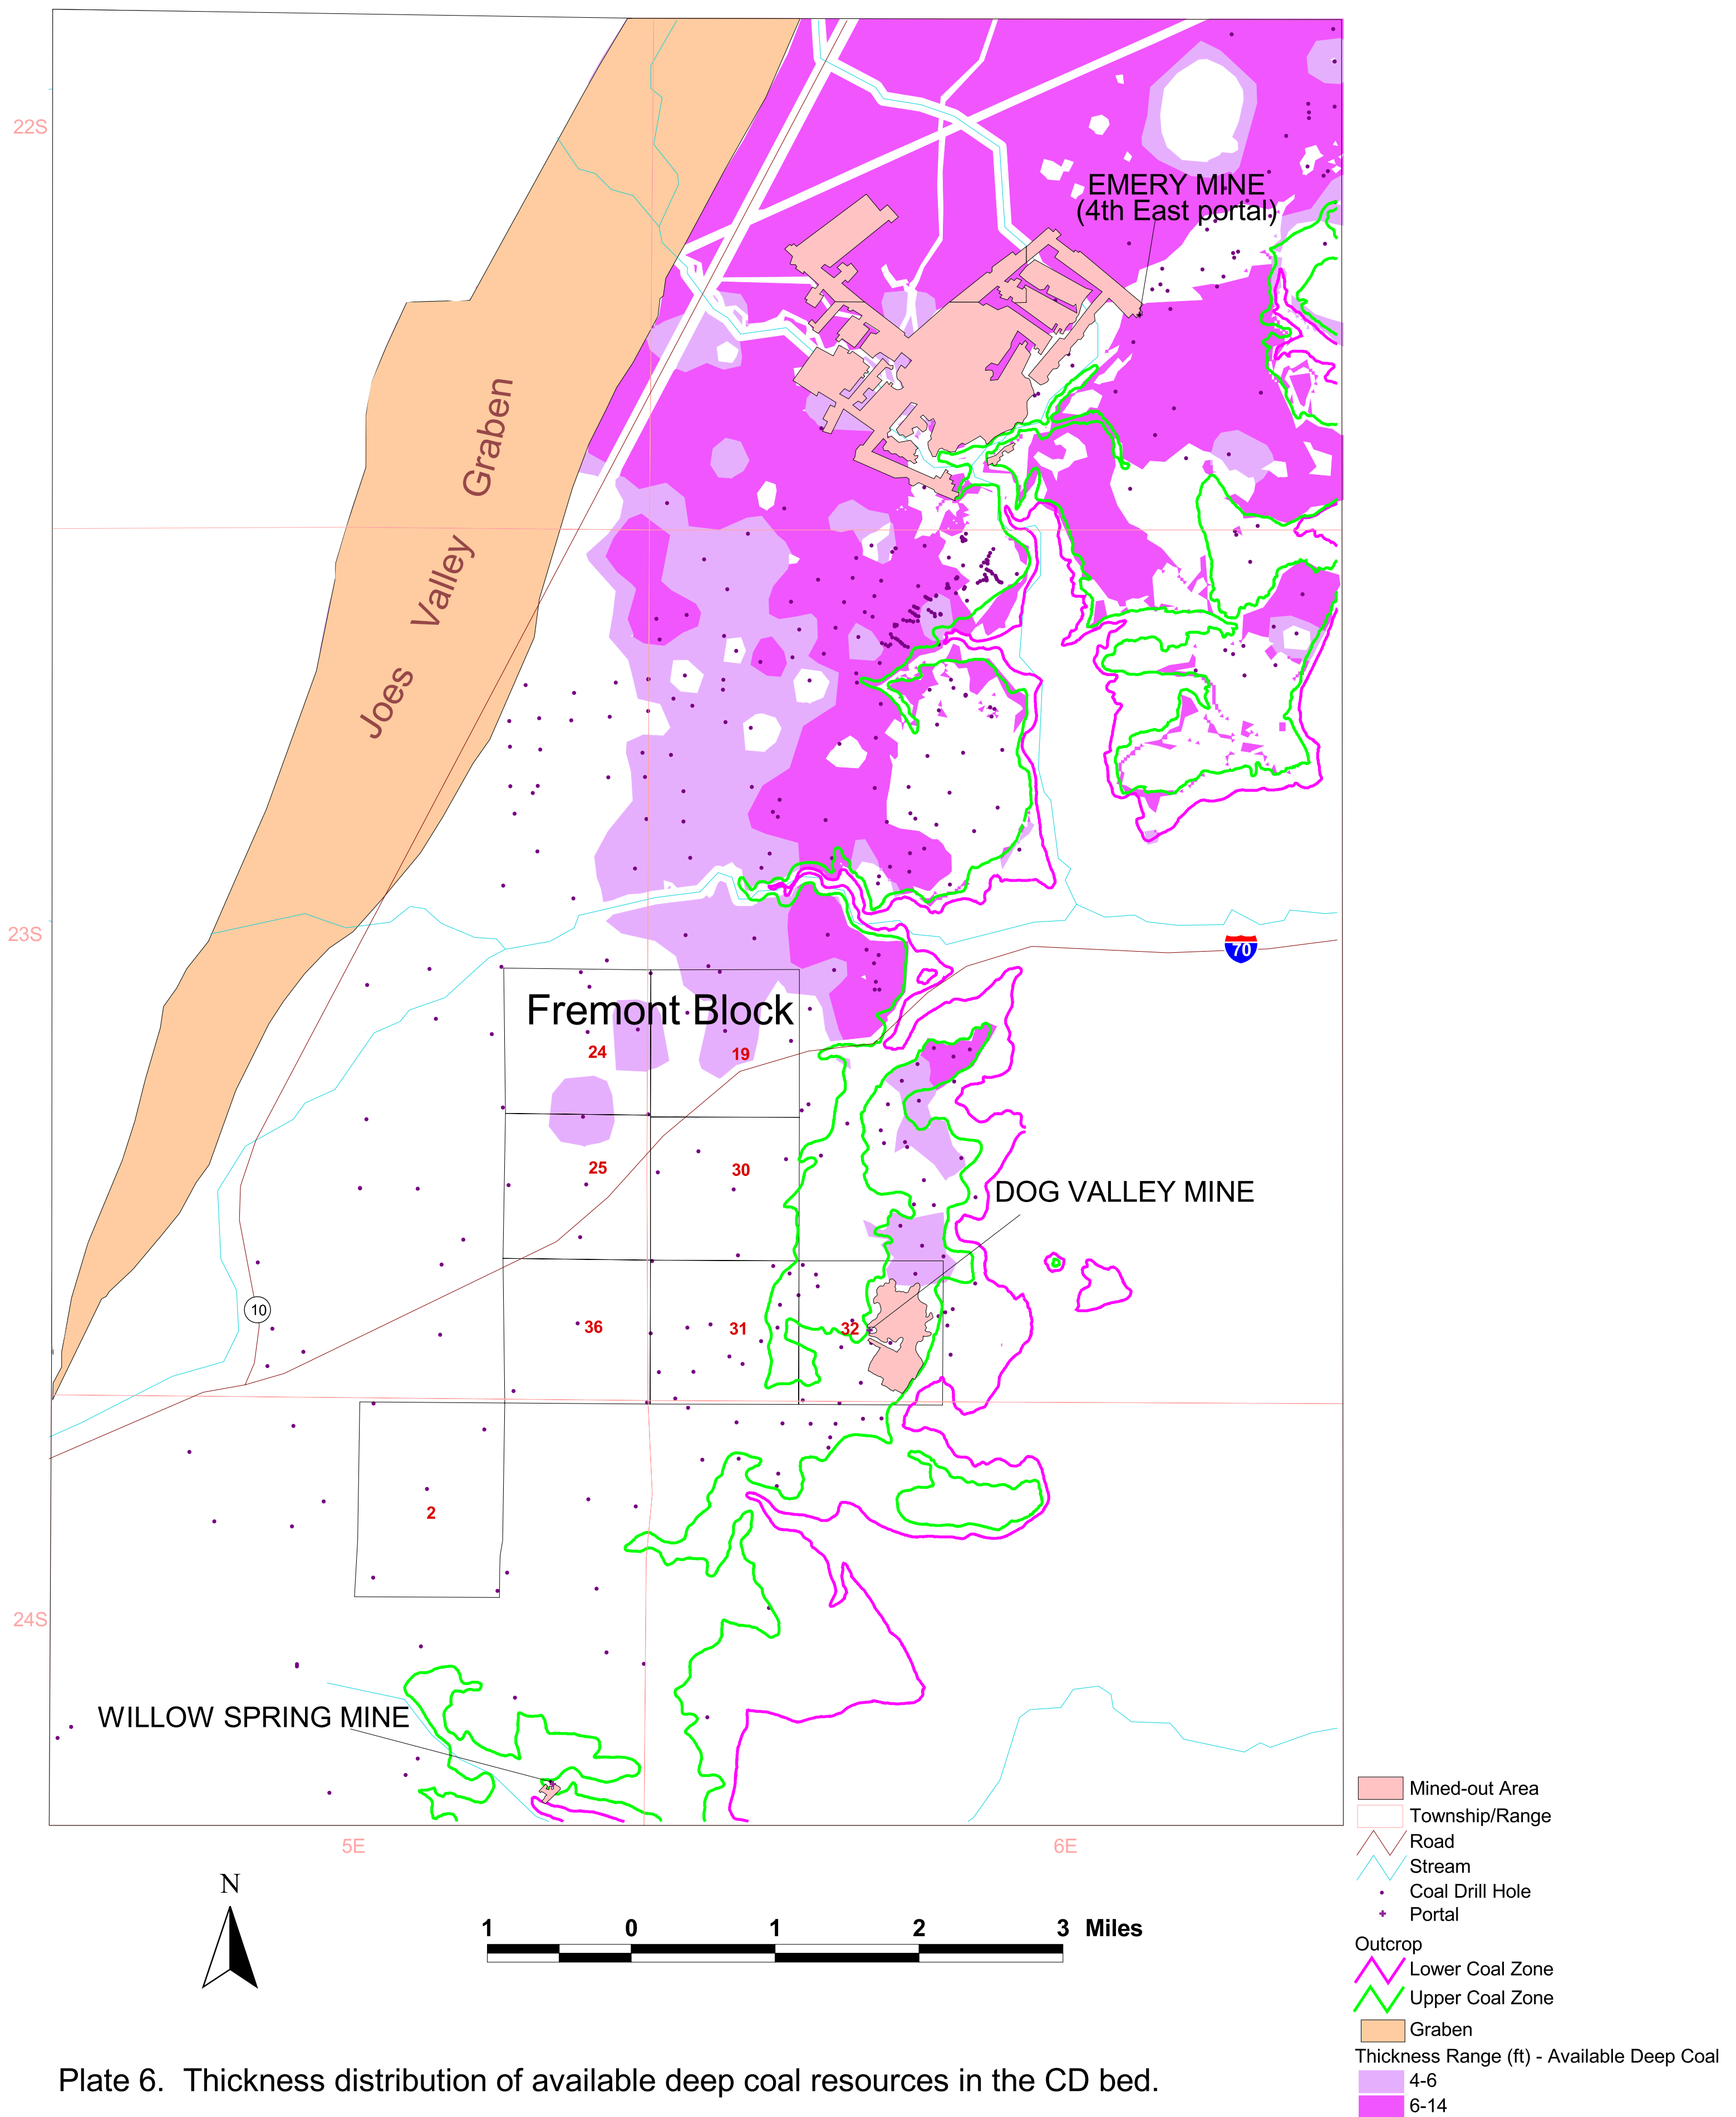 22S
EMERY MINE
(4th East portal)
Joes Valley Graben
23S
70
Fremont Block
24
19
25
30
DOG VALLEY MINE
10
36
31
32
2
24S
WILLOW SPRING MINE
5E
6E
N
1 0 1 2 3 Miles
Mined-out Area
Township/Range
Road
Stream
Coal Drill Hole
Portal
Outcrop
Lower Coal Zone
Upper Coal Zone
Graben
Thickness Range (ft) - Available Deep Coal
4-6
6-14
Plate 6. Thickness distribution of available deep coal resources in the CD bed.